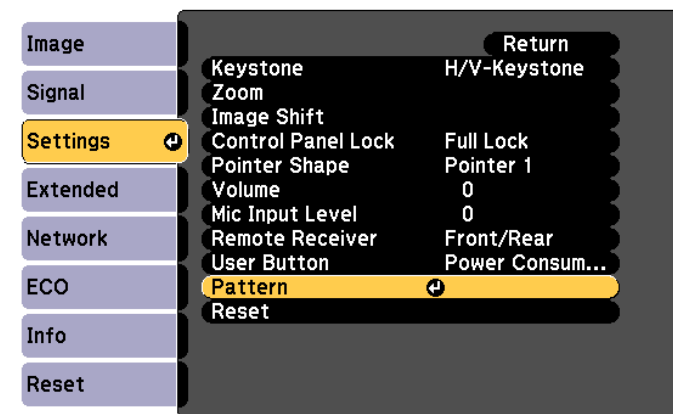 Image
Signal
Settings
Extended
Network
ECO
Info
Reset
Return
Keystone H/V-Keystone
Zoom
Image Shift
Control Panel Lock Full Lock
Pointer Shape Pointer 1
Volume 0
Mic Input Level 0
Remote Receiver Front/Rear
User Button Power Consum...
Pattern
Reset